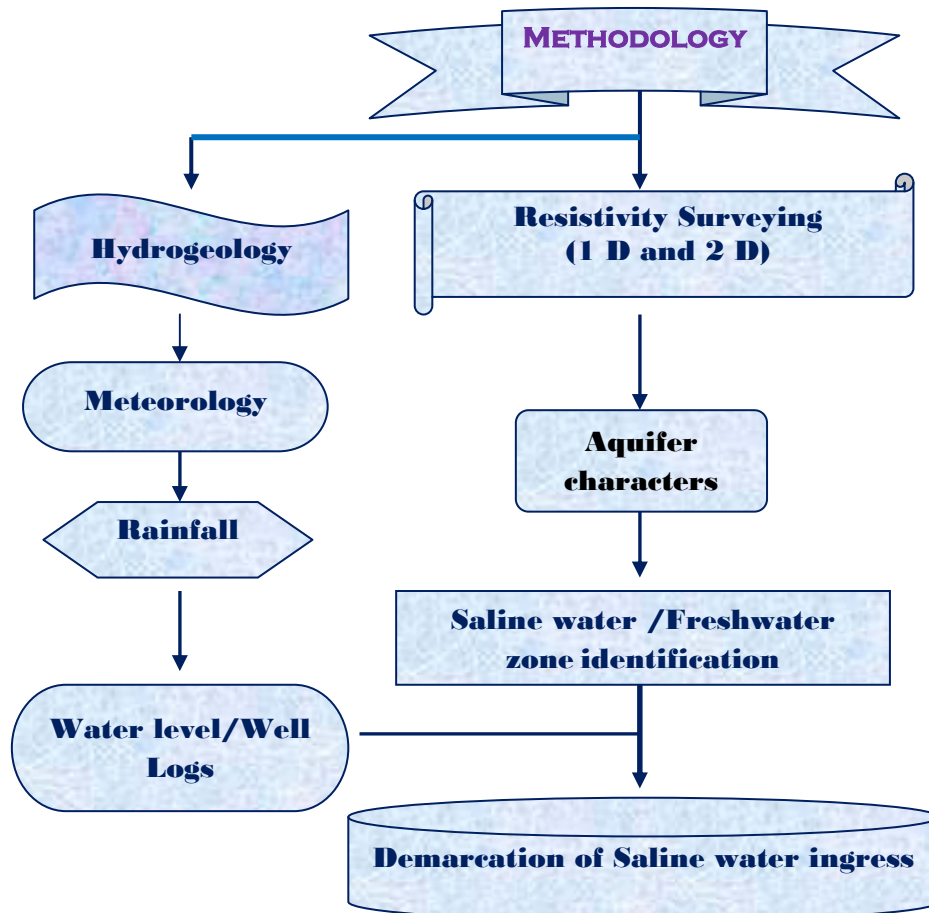 METHODOLOGY
Hydrogeology
Resistivity Surveying
(1 D and 2 D)
Meteorology
Aquifer
characters
Rainfall
Saline water /Freshwater
zone identification
Water level/Well
Logs
Demarcation of Saline water ingress